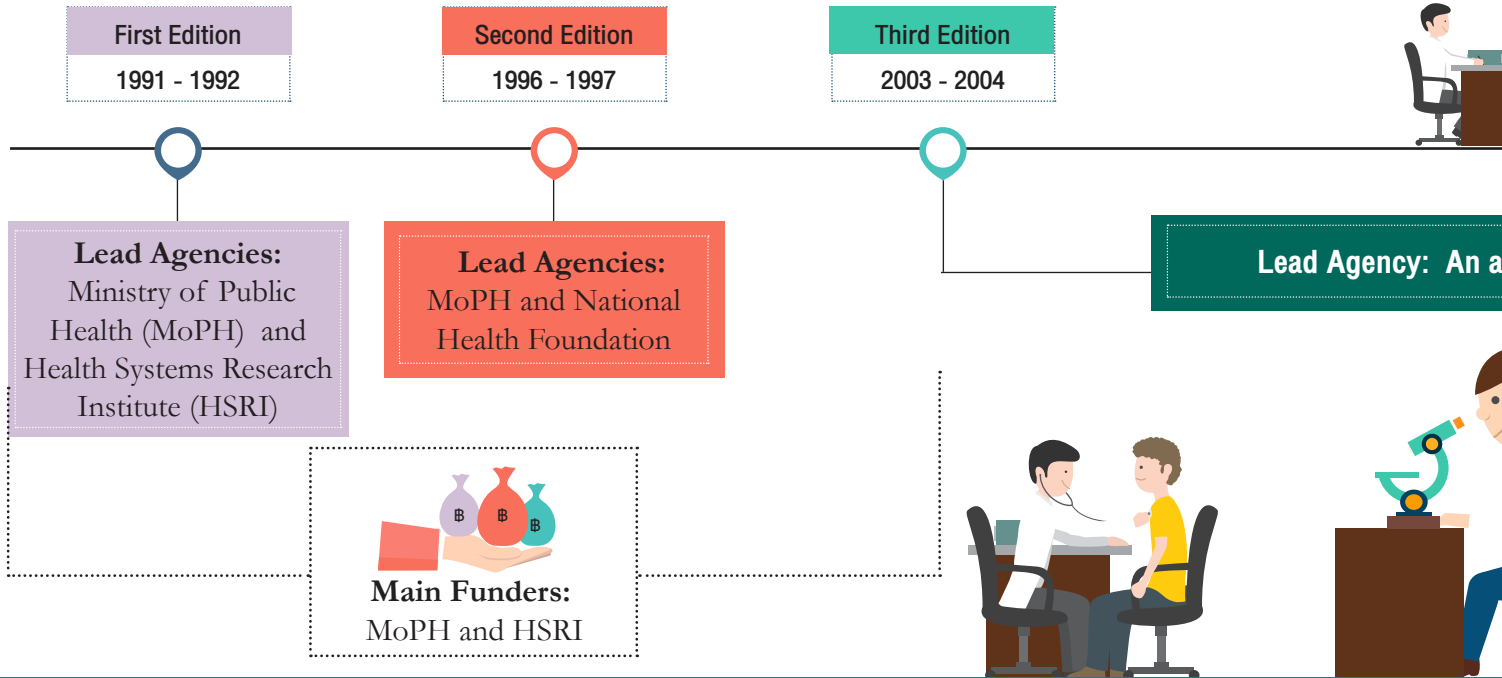 First Edition
1991 - 1992
Second Edition
1996 - 1997
Third Edition
2003 - 2004
Lead Agencies:
Ministry of Public
Health (MoPH) and
Health Systems Research
Institute (HSRI)
Lead Agencies:
MoPH and National
Health Foundation
Lead Agency: An a
฿ ฿ ฿
Main Funders:
MoPH and HSRI